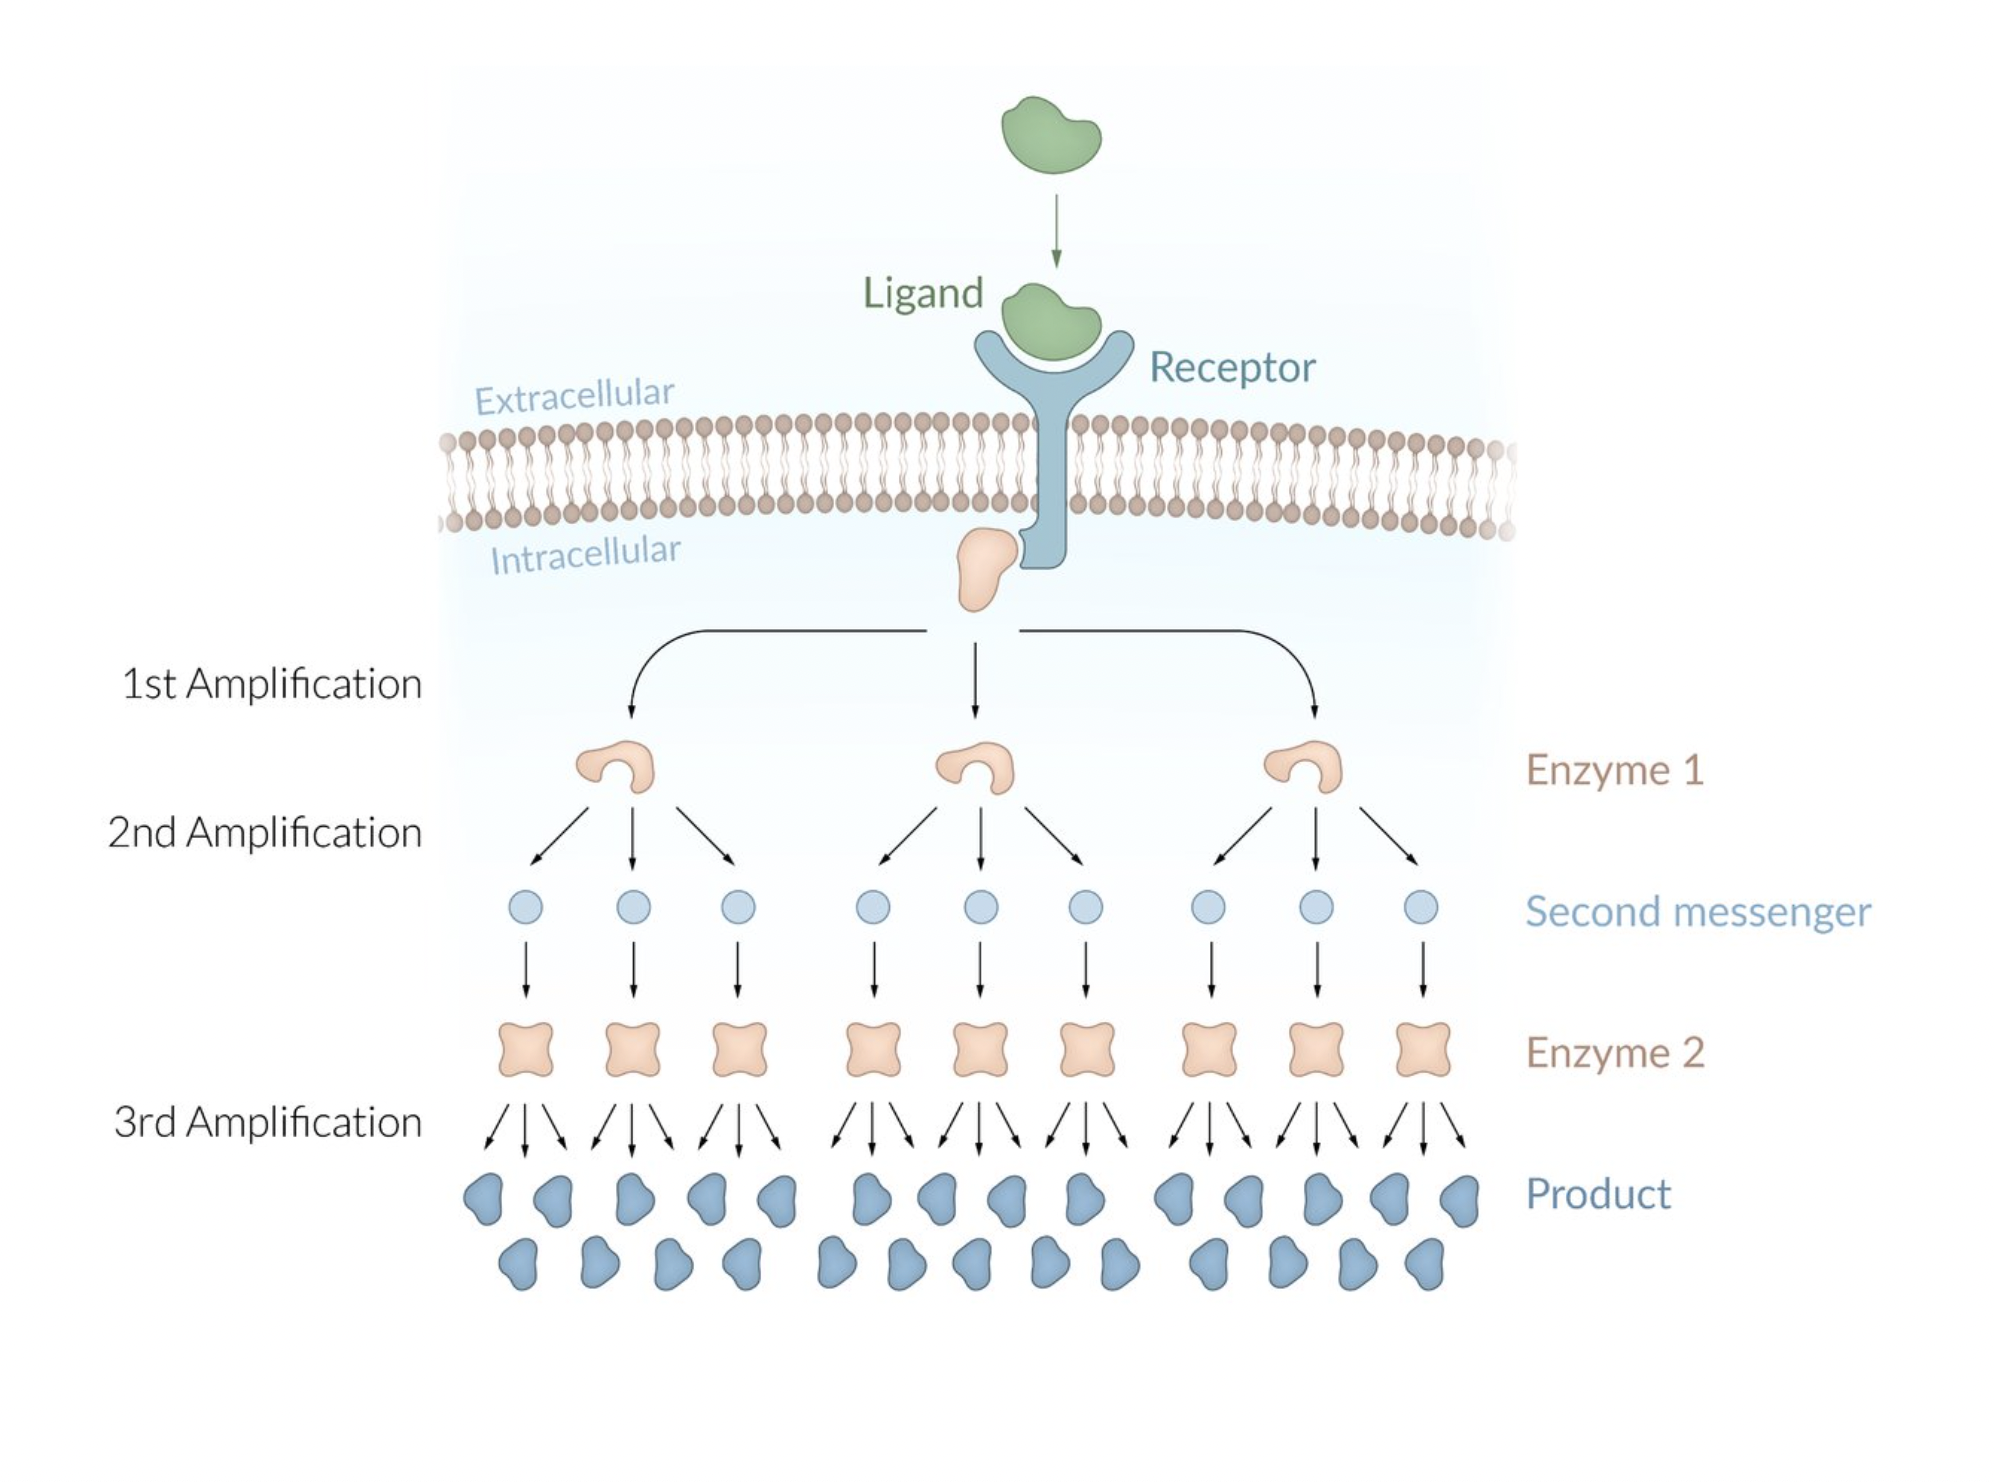 Ligand
Receptor
Extracellular
Intracellular
1st Amplification
Enzyme 1
2nd Amplification
Second messenger
Enzyme 2
3rd Amplification
Product